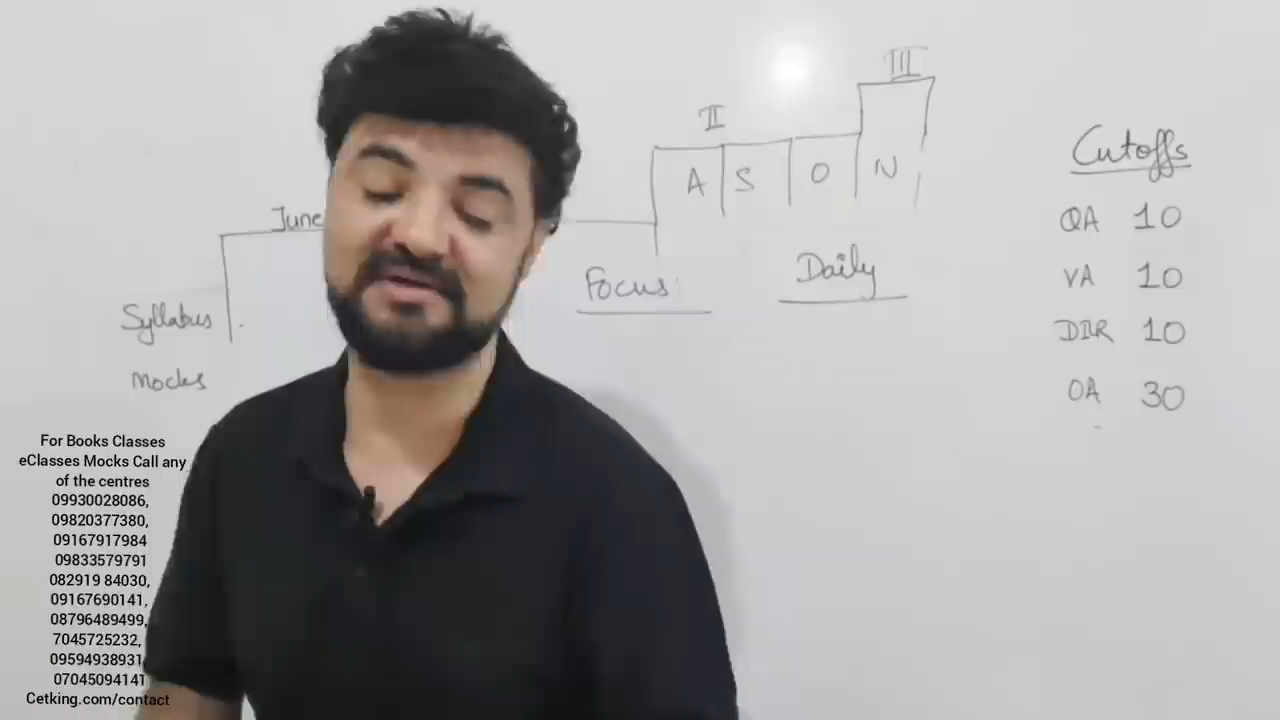 III
II
Cutoffs
A S O N
June
QA 10
Focus:
Daily
VA 10
Syllabus
DILR 10
Mocks
OA 30
For Books Classes
eClasses Mocks Call any
of the centres
09930028086,
09820377380,
09167917984
09833579791
082919 84030,
09167690141,
08796489499,
7045725232,
09594938931
07045094141
Cetking.com/contact